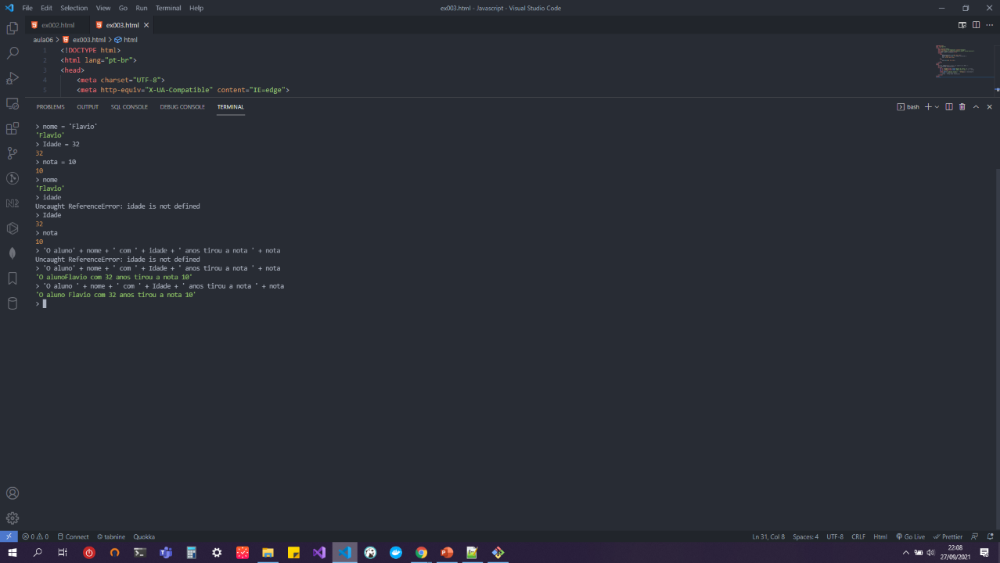 File Edit Selection View Go Run Terminal Help ex003.html - Javascript - Visual Studio Code
ex002.html ex003.html
aula06 > ex003.html > html
1 <!DOCTYPE html>
2 <html lang="pt-br">
3 <head>
4 <meta charset="UTF-8">
5 <meta http-equiv="X-UA-Compatible" content="IE=edge">
PROBLEMS OUTPUT SQL CONSOLE DEBUG CONSOLE TERMINAL bash
> nome = 'Flavio'
'Flavio'
> Idade = 32
32
> nota = 10
10
> nome
'Flavio'
> idade
Uncaught ReferenceError: idade is not defined
> Idade
32
> nota
10
> 'O aluno' + nome + ' com ' + idade + ' anos tirou a nota ' + nota
Uncaught ReferenceError: idade is not defined
> 'O aluno' + nome + ' com ' + Idade + ' anos tirou a nota ' + nota
'O alunoFlavio com 32 anos tirou a nota 10'
> 'O aluno ' + nome + ' com ' + Idade + ' anos tirou a nota ' + nota
'O aluno Flavio com 32 anos tirou a nota 10'
>
0 0 Connect tabnine Quokka Ln 31, Col 8 Spaces: 4 UTF-8 CRLF Html Go Live Prettier
22:08
27/09/2021